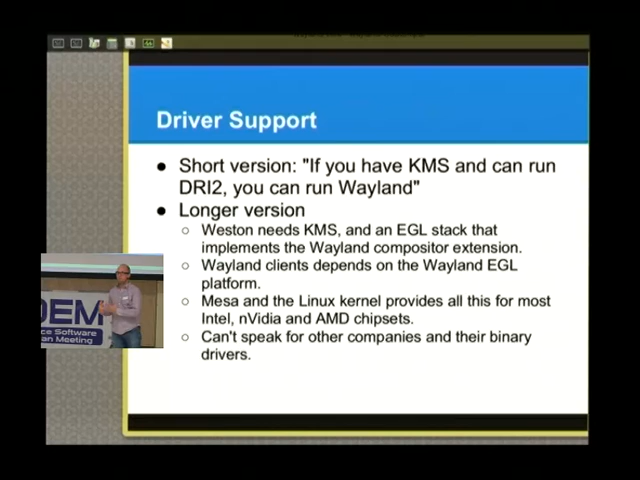 Driver Support
● Short version: "If you have KMS and can run
DRI2, you can run Wayland"
● Longer version
○ Weston needs KMS, and an EGL stack that
implements the Wayland compositor extension.
○ Wayland clients depends on the Wayland EGL
platform.
○ Mesa and the Linux kernel provides all this for most
Intel, nVidia and AMD chipsets.
○ Can't speak for other companies and their binary
drivers.
DEM
ce Software
an Meeting